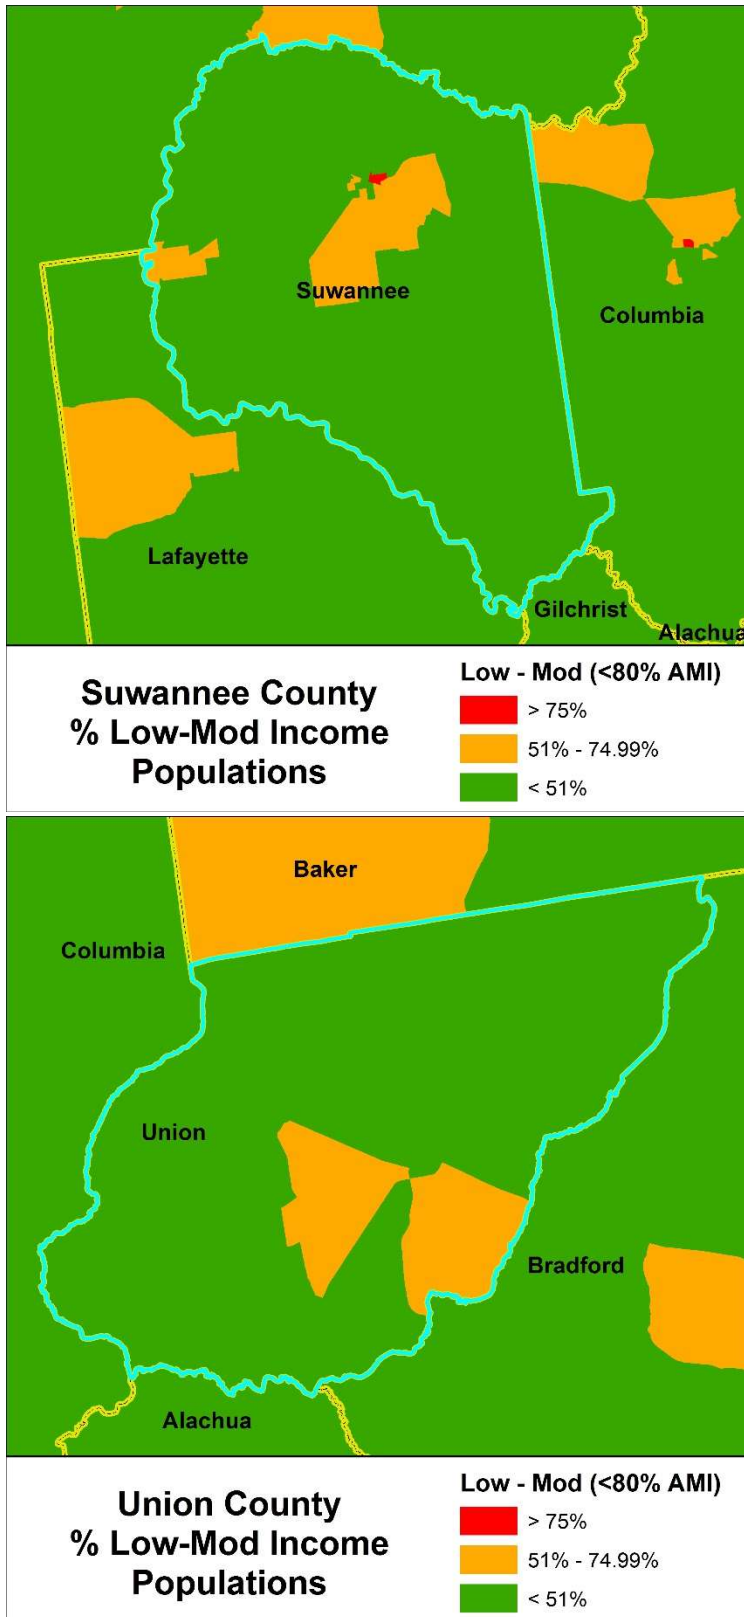 Suwannee
Columbia
Lafayette
Gilchrist
Alachua
Suwannee County
% Low-Mod Income
Populations
Low - Mod (<80% AMI)
> 75%
51% - 74.99%
< 51%
Baker
Columbia
Union
Bradford
Alachua
Union County
% Low-Mod Income
Populations
Low - Mod (<80% AMI)
> 75%
51% - 74.99%
< 51%